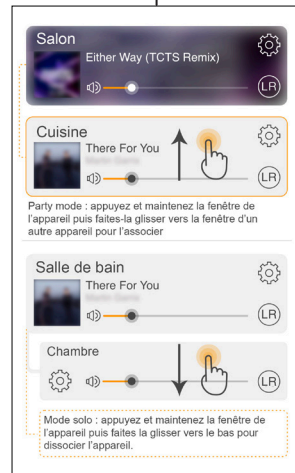 Salon
Either Way (TCTS Remix)
LR
Cuisine
There For You
LR
Party mode : appuyez et maintenez la fenêtre de
l'appareil puis faites-la glisser vers la fenêtre d'un
autre appareil pour l'associer
Salle de bain
There For You
LR
Chambre
LR
Mode solo : appuyez et maintenez la fenêtre de
l'appareil puis faites la glisser vers le bas pour
dissocier l'appareil.